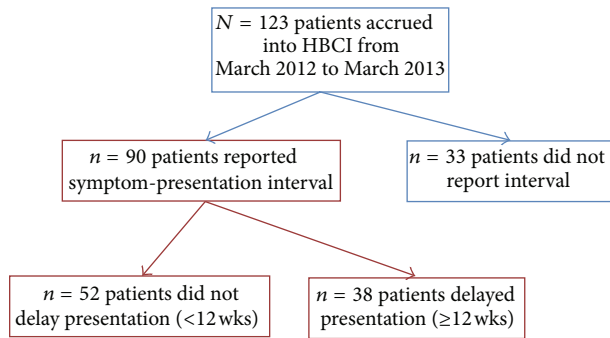 N = 123 patients accrued
into HBCI from
March 2012 to March 2013
n = 90 patients reported
symptom-presentation interval
n = 33 patients did not
report interval
n = 52 patients did not
delay presentation (<12 wks)
n = 38 patients delayed
presentation (≥12 wks)